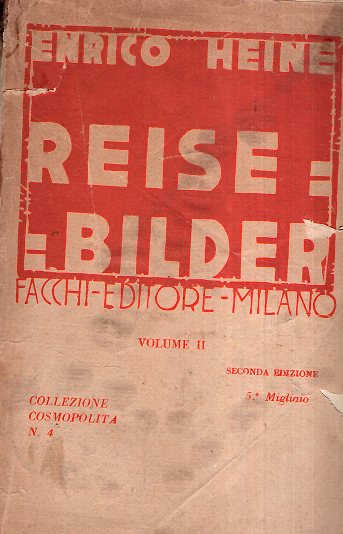 ENRICO HEINE
REISE=
=BILDER
FACCHI-EDITORE-MILANO
VOLUME II
SECONDA EDIZIONE
5.° Migliaio
COLLEZIONE
COSMOPOLITA
N. 4